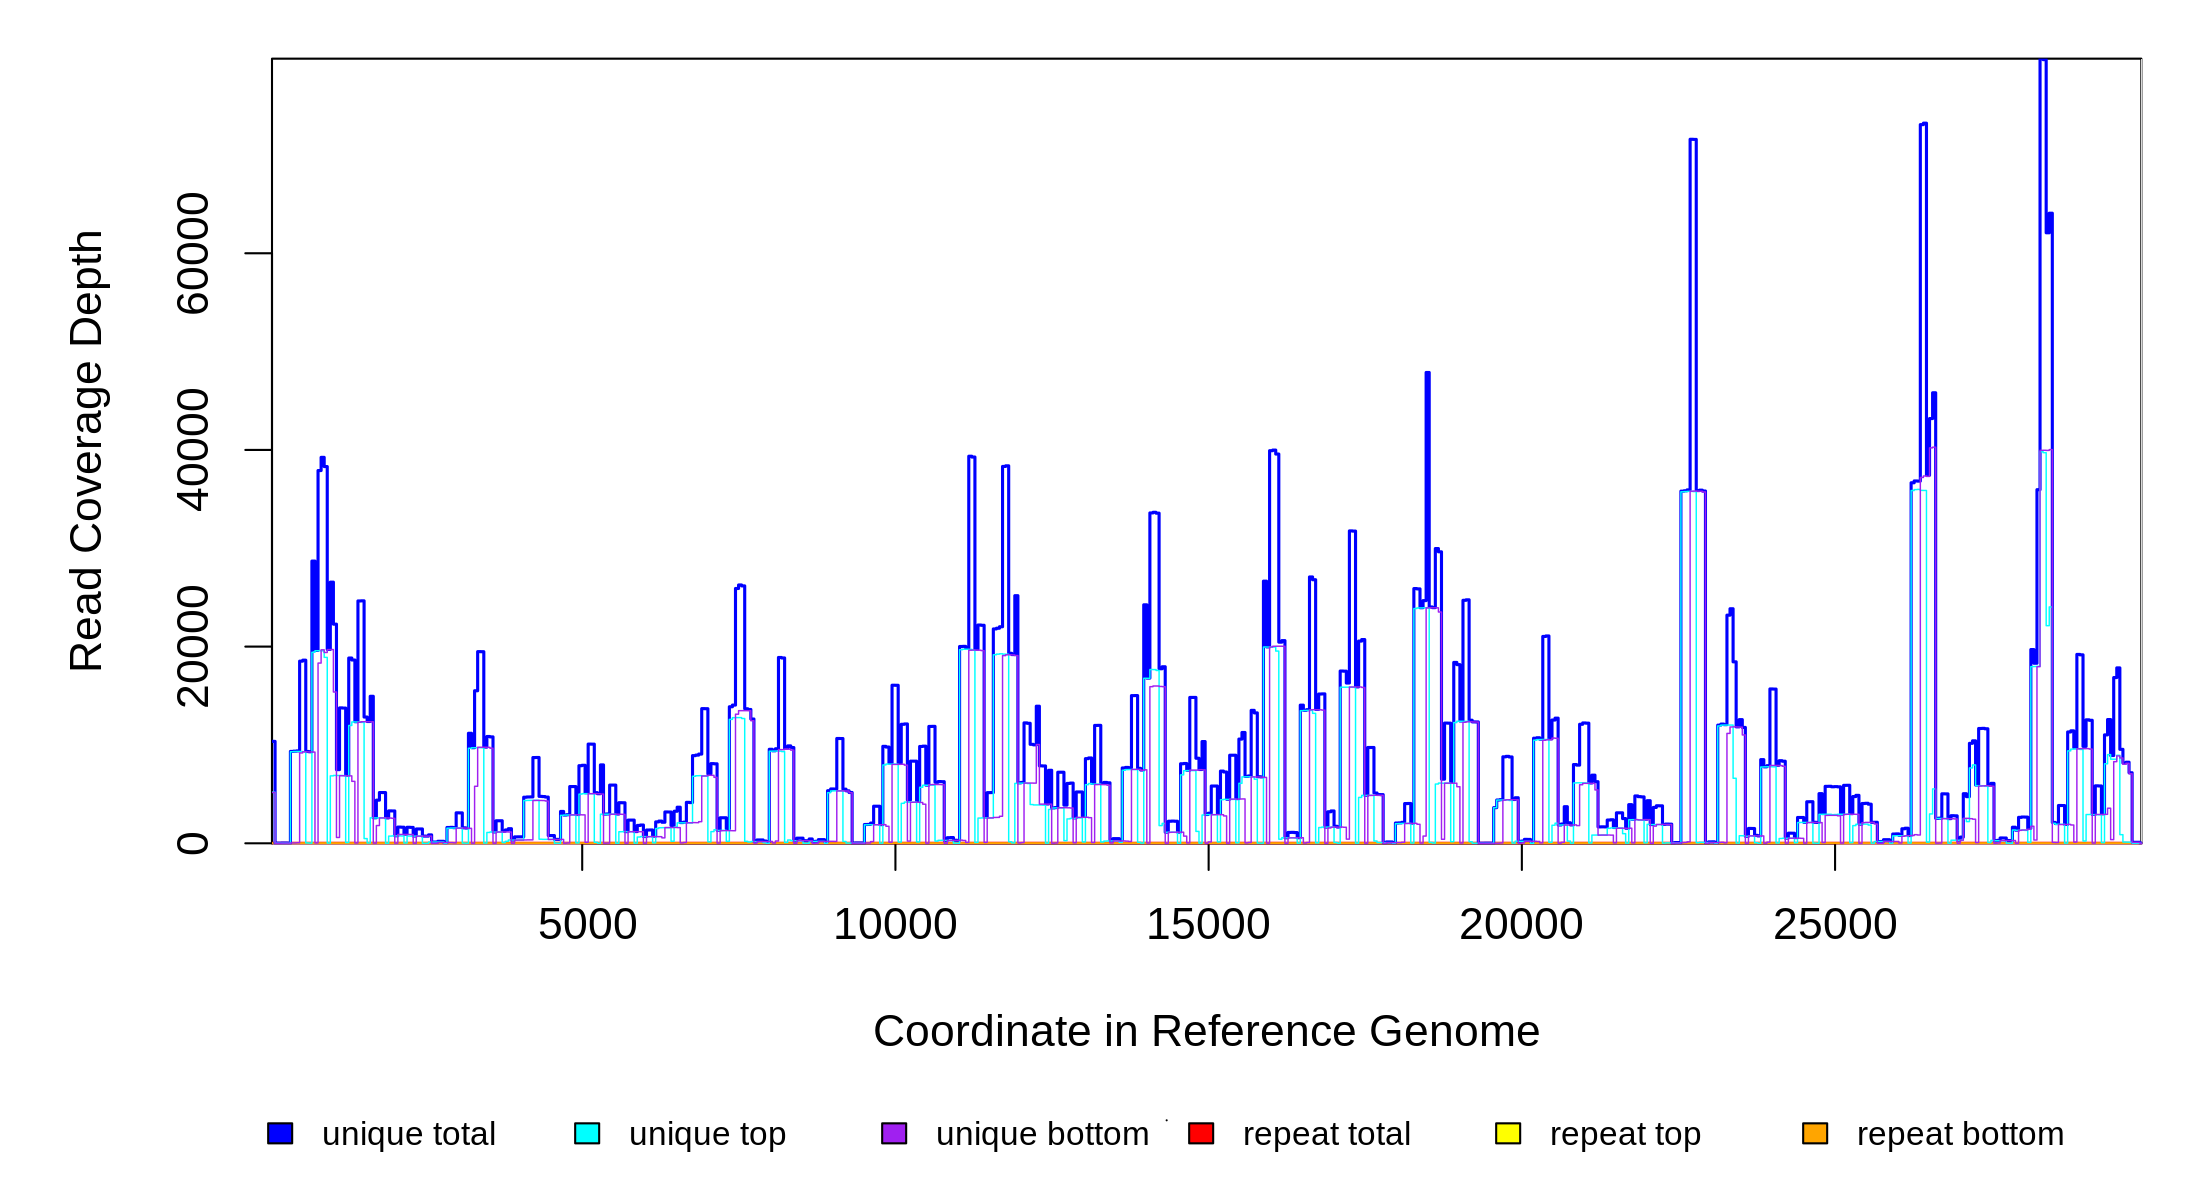 Read Coverage Depth
60000
40000
20000
0
5000 10000 15000 20000 25000
Coordinate in Reference Genome
unique total unique top unique bottom repeat total repeat top repeat bottom